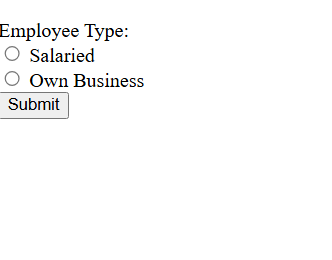 Employee Type:
Salaried
Own Business
Submit